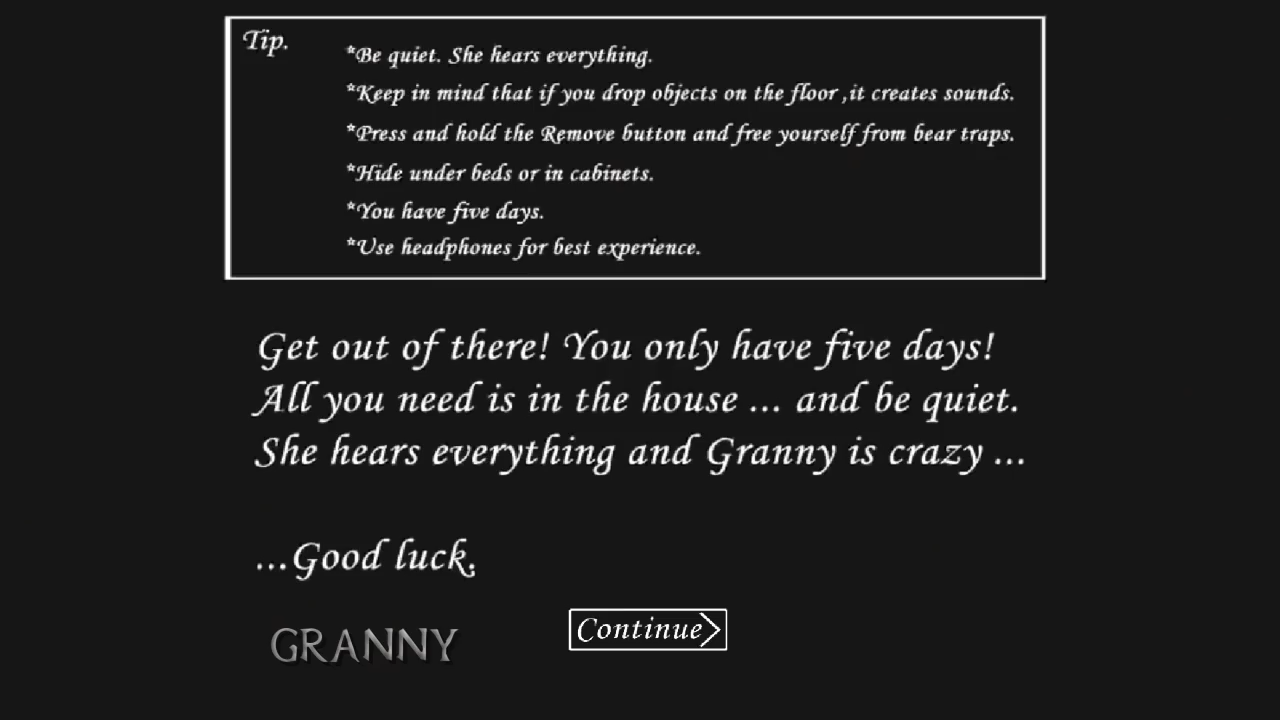 Tip.
*Be quiet. She hears everything.
*Keep in mind that if you drop objects on the floor ,it creates sounds.
*Press and hold the Remove button and free yourself from bear traps.
*Hide under beds or in cabinets.
*You have five days.
*Use headphones for best experience.
Get out of there! You only have five days!
All you need is in the house ... and be quiet.
She hears everything and Granny is crazy ...
...Good luck.
GRANNY
Continue